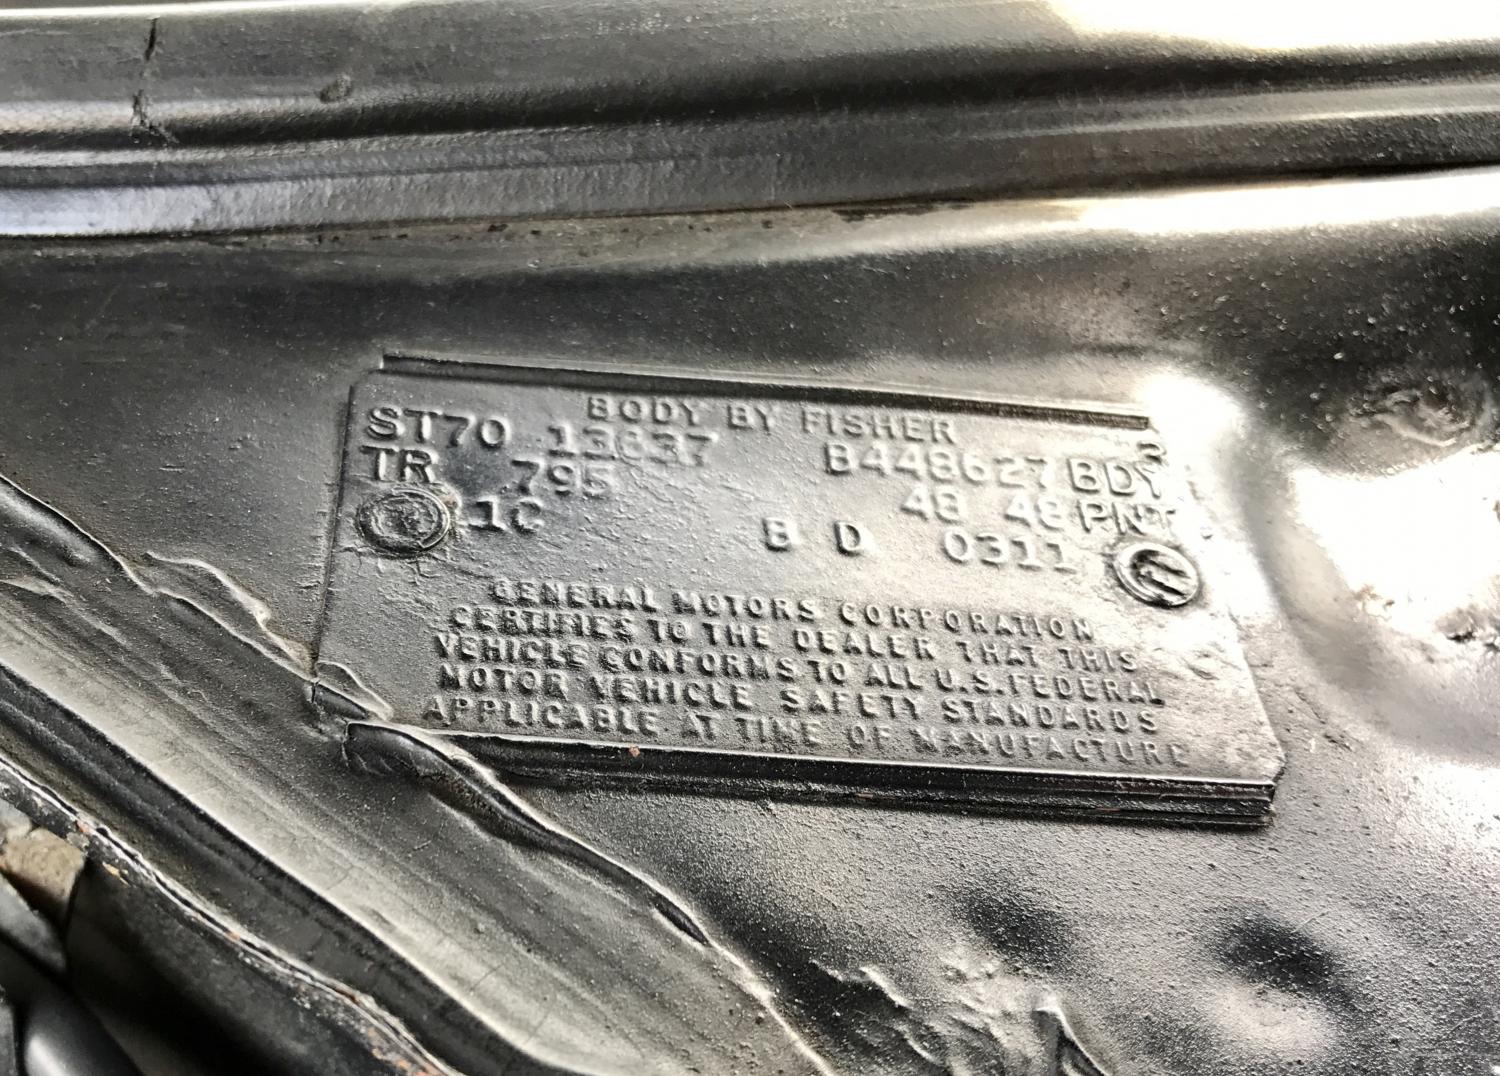 BODY BY FISHER
ST70 13637 B448627 BDY
TR 795 48 48 PNT
11C B D 0311
GENERAL MOTORS CORPORATION
CERTIFIES TO THE DEALER THAT THIS
VEHICLE CONFORMS TO ALL U.S. FEDERAL
MOTOR VEHICLE SAFETY STANDARDS
APPLICABLE AT TIME OF MANUFACTURE